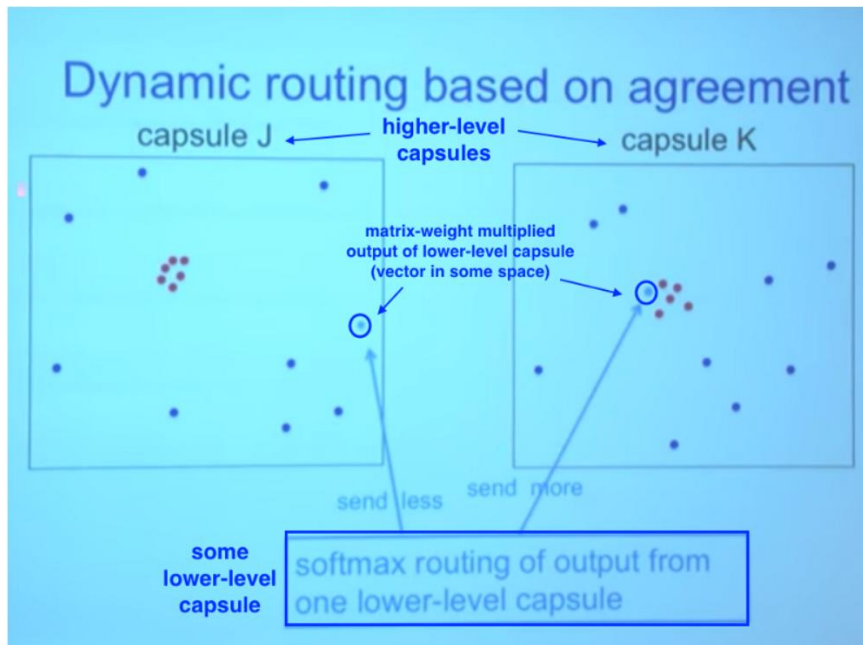 Dynamic routing based on agreement
capsule J
higher-level
capsules
capsule K
matrix-weight multiplied
output of lower-level capsule
(vector in some space)
send less
send more
some
lower-level
capsule
softmax routing of output from
one lower-level capsule